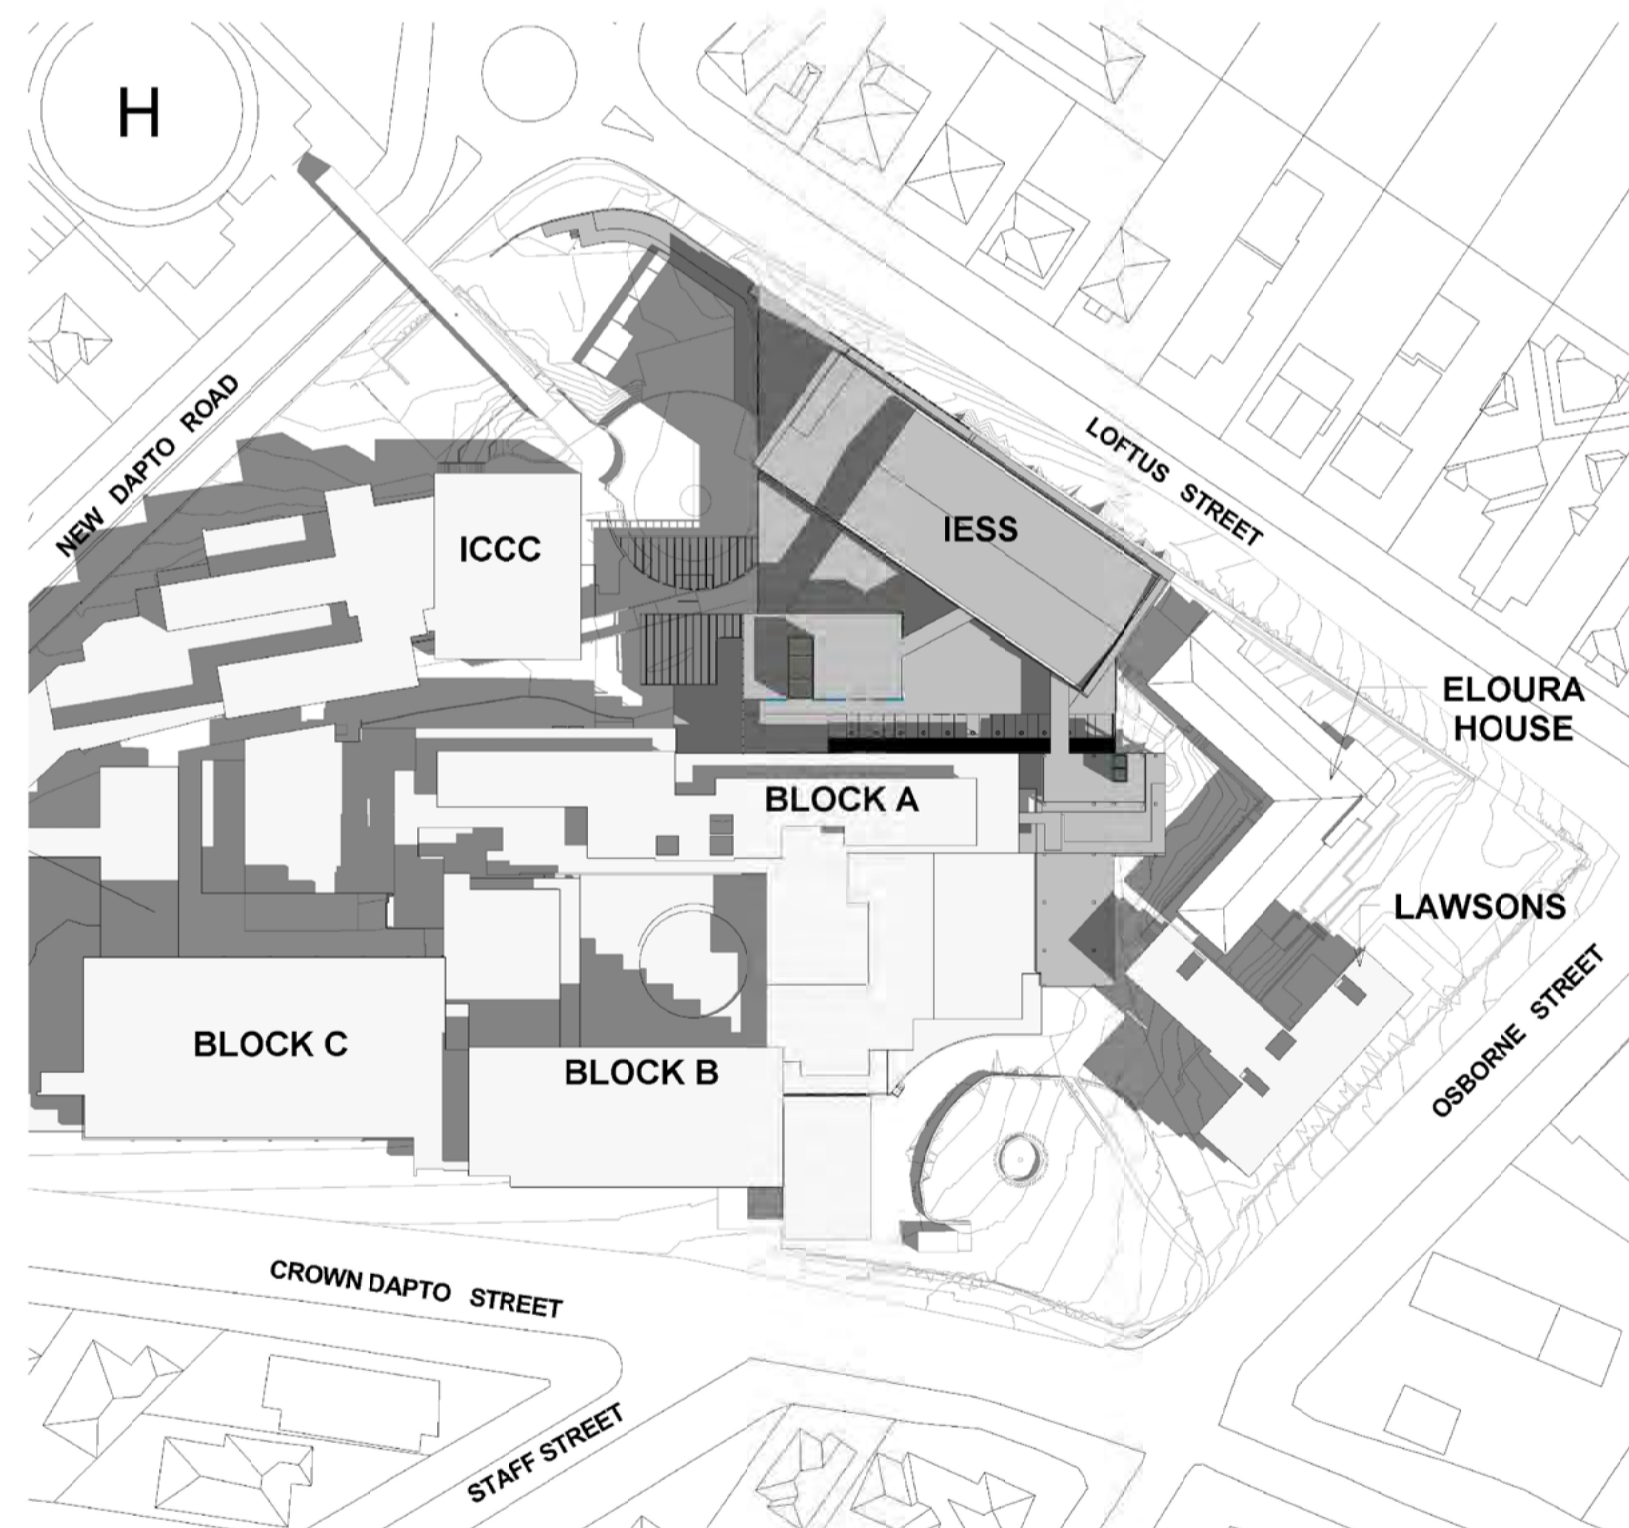 H
NEW DAPTO ROAD
LOFTUS STREET
IESS
ICCC
ELOURA
HOUSE
BLOCK A
LAWSONS
BLOCK C
BLOCK B
OSBORNE STREET
CROWN DAPTO STREET
STAFF STREET